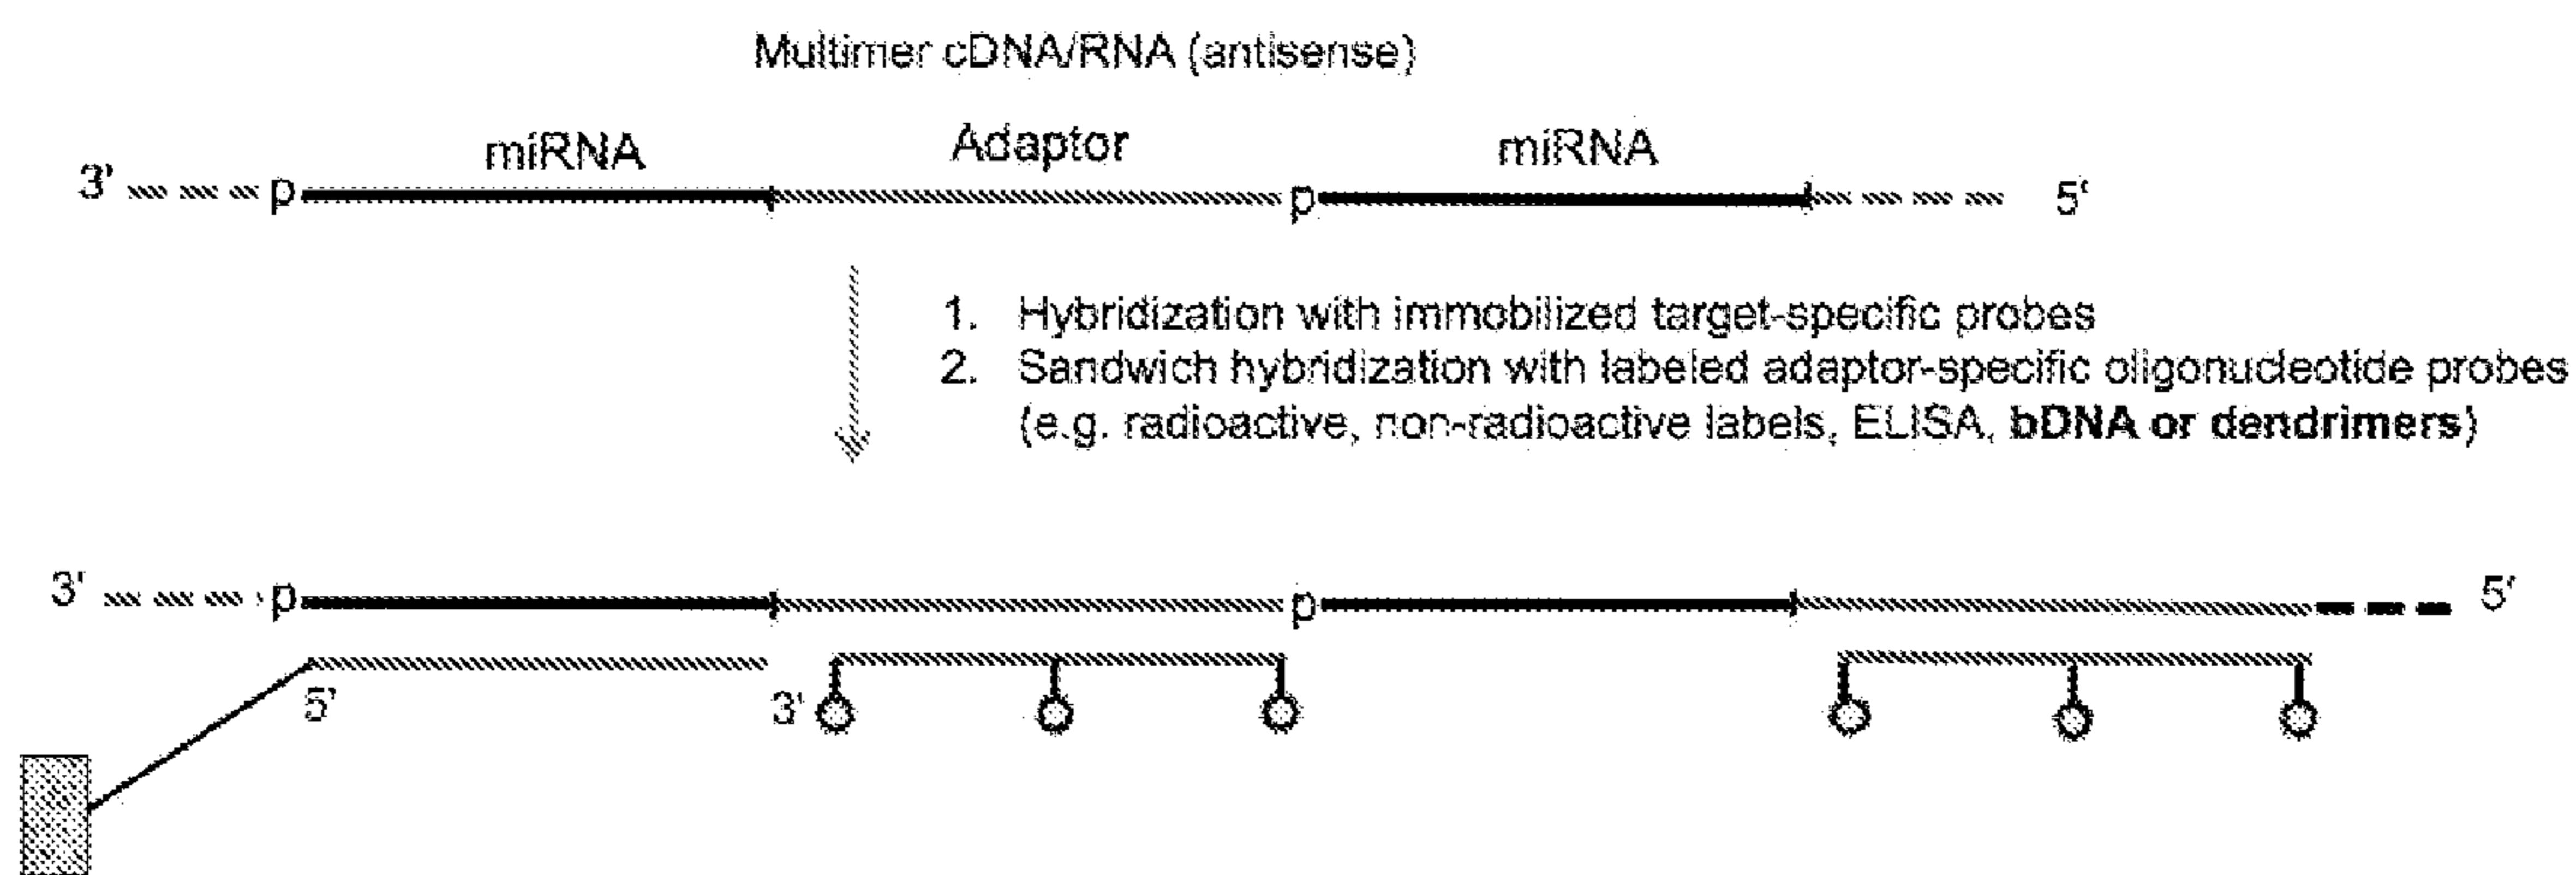 Multimer cDNA/RNA (antisense)
miRNA Adaptor miRNA
3' p p 5'
1. Hybridization with immobilized target-specific probes
2. Sandwich hybridization with labeled adaptor-specific oligonucleotide probes
(e.g. radioactive, non-radioactive labels, ELISA, bDNA or dendrimers)
3' p p 5'
5' 3'